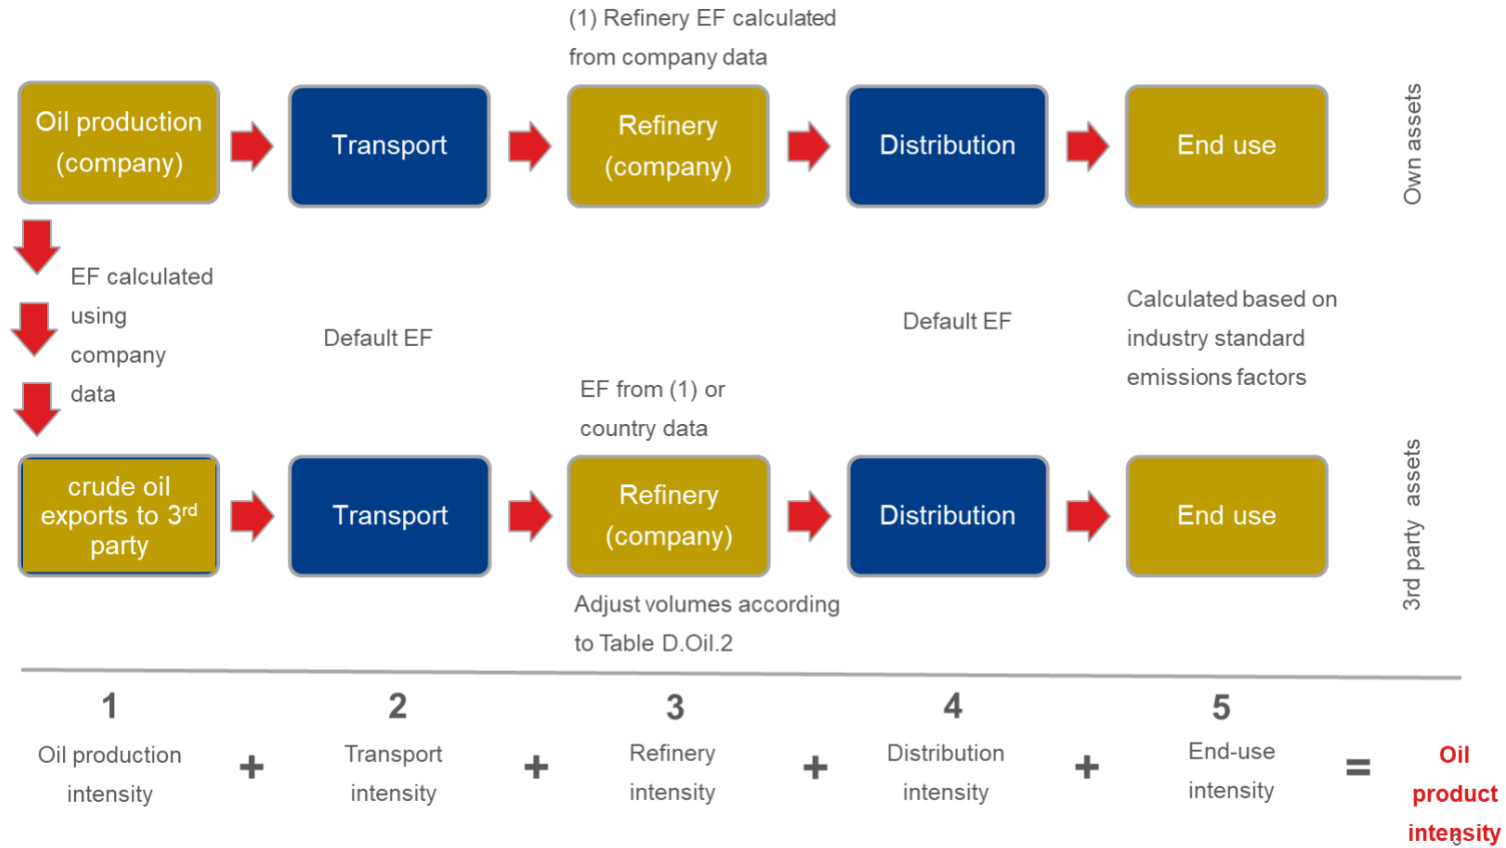 (1) Refinery EF calculated
from company data
Oil production
(company)
Transport
Refinery
(company)
Distribution
End use
Own assets
EF calculated
using
company
data
Default EF
Default EF
Calculated based on
industry standard
emissions factors
EF from (1) or
country data
crude oil
exports to 3rd
party
Transport
Refinery
(company)
Distribution
End use
3rd party assets
Adjust volumes according
to Table D.Oil.2
1
2
3
4
5
Oil production
intensity
+
Transport
intensity
+
Refinery
intensity
+
Distribution
intensity
+
End-use
intensity
=
Oil
product
intensity